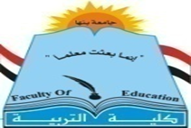 جامعة بنها
" إنما بعثت معلما "
Faculty Of Education
كلية التربية